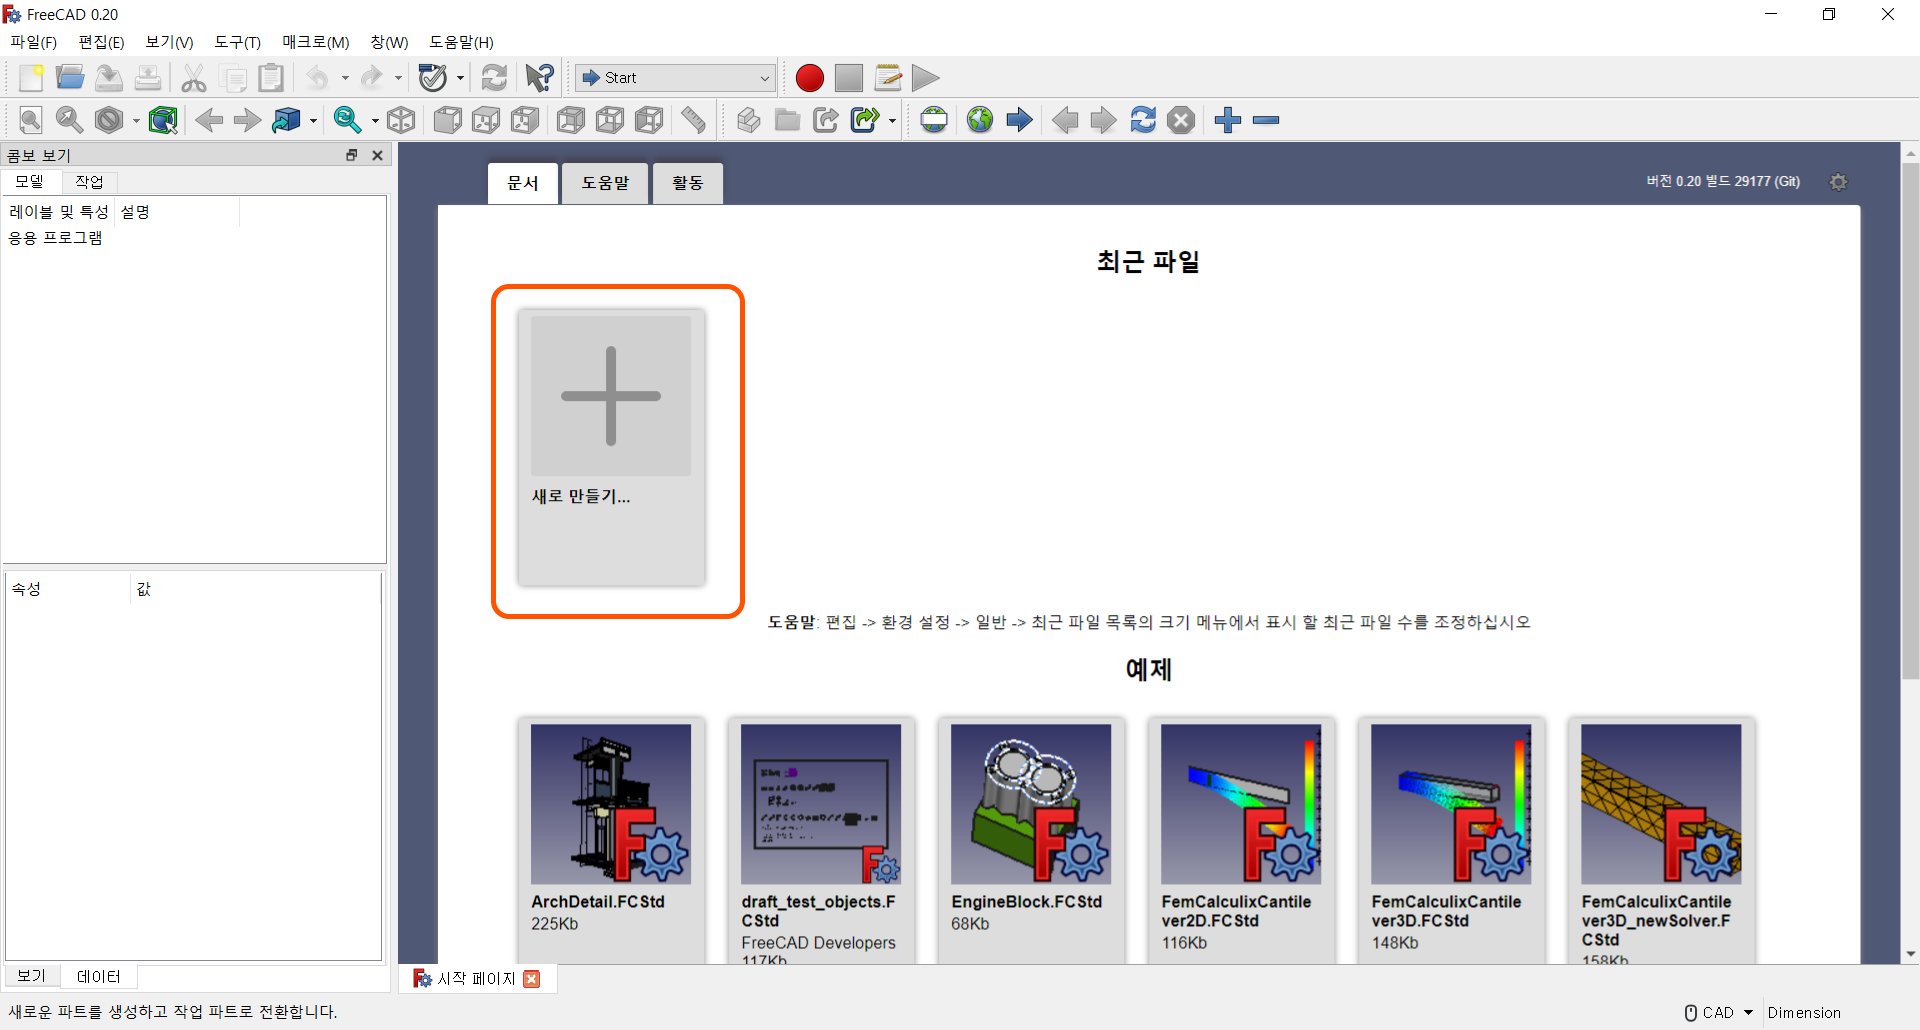 FreeCAD 0.20
파일(F) 편집(E) 보기(V) 도구(T) 매크로(M) 창(W) 도움말(H)
Start
콤보 보기
모델 작업
레이블 및 특성 설명
응용 프로그램
속성 값
보기 데이터
문서 도움말 활동
버전 0.20 빌드 29177 (Git)
최근 파일
새로 만들기...
도움말: 편집 -> 환경 설정 -> 일반 -> 최근 파일 목록의 크기 메뉴에서 표시 할 최근 파일 수를 조정하십시오
예제
ArchDetail.FCStd
225Kb
draft_test_objects.F
CStd
FreeCAD Developers
117Kb
EngineBlock.FCStd
68Kb
FemCalculixCantile
ver2D.FCStd
116Kb
FemCalculixCantile
ver3D.FCStd
148Kb
FemCalculixCantile
ver3D_newSolver.F
CStd
158Kb
시작 페이지
새로운 파트를 생성하고 작업 파트로 전환합니다.
CAD Dimension